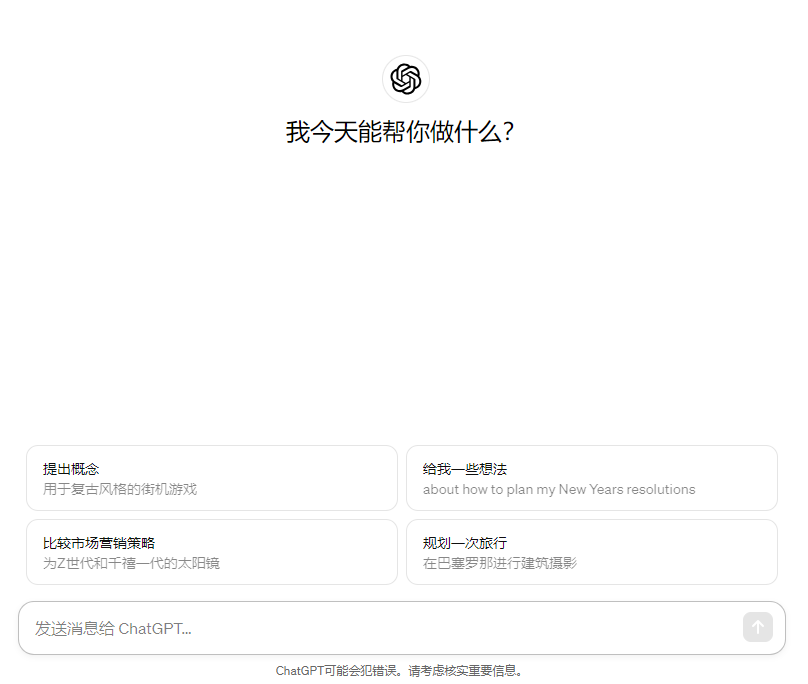 我今天能帮你做什么？
提出概念
用于复古风格的街机游戏
给我一些想法
about how to plan my New Years resolutions
比较市场营销策略
为Z世代和千禧一代的太阳镜
规划一次旅行
在巴塞罗那进行建筑摄影
发送消息给 ChatGPT...
ChatGPT可能会犯错误。请考虑核实重要信息。